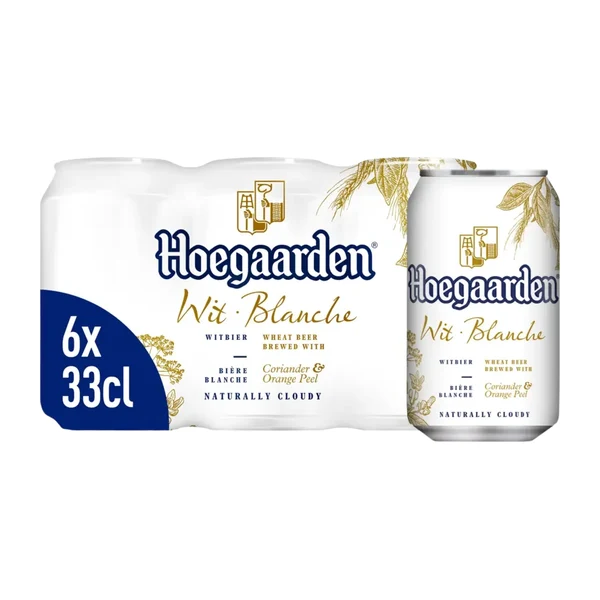 Hoegaarden®
Wit · Blanche
WITBIER
—
BIÈRE
BLANCHE
WHEAT BEER
BREWED WITH
Coriander &
Orange Peel
NATURALLY CLOUDY
6x
33cl
Hoegaarden
Wit · Blanche
WITBIER
—
BIÈRE
BLANCHE
WHEAT BEER
BREWED WITH
Coriander &
Orange Peel
NATURALLY CLOUDY